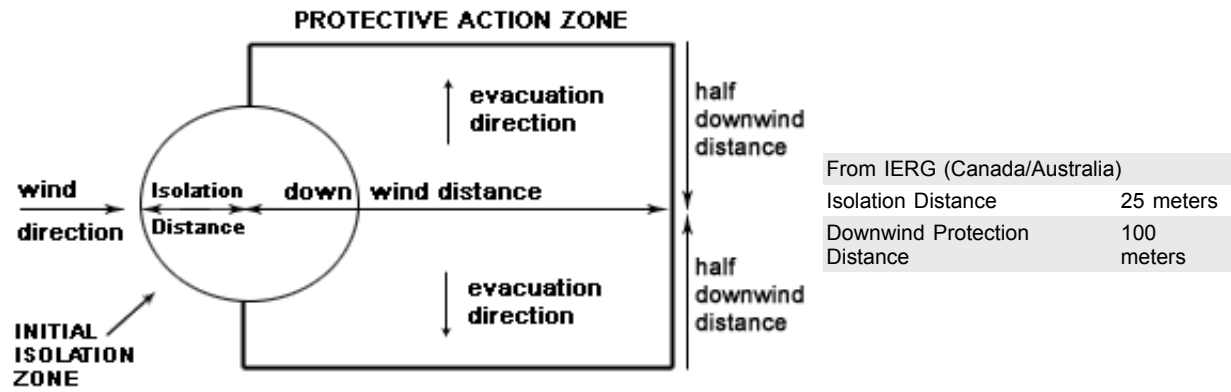 PROTECTIVE ACTION ZONE
evacuation
direction
half
downwind
distance
wind
direction
Isolation
Distance
down wind distance
evacuation
direction
half
downwind
distance
INITIAL
ISOLATION
ZONE
From IERG (Canada/Australia)
Isolation Distance 25 meters
Downwind Protection 100
Distance meters